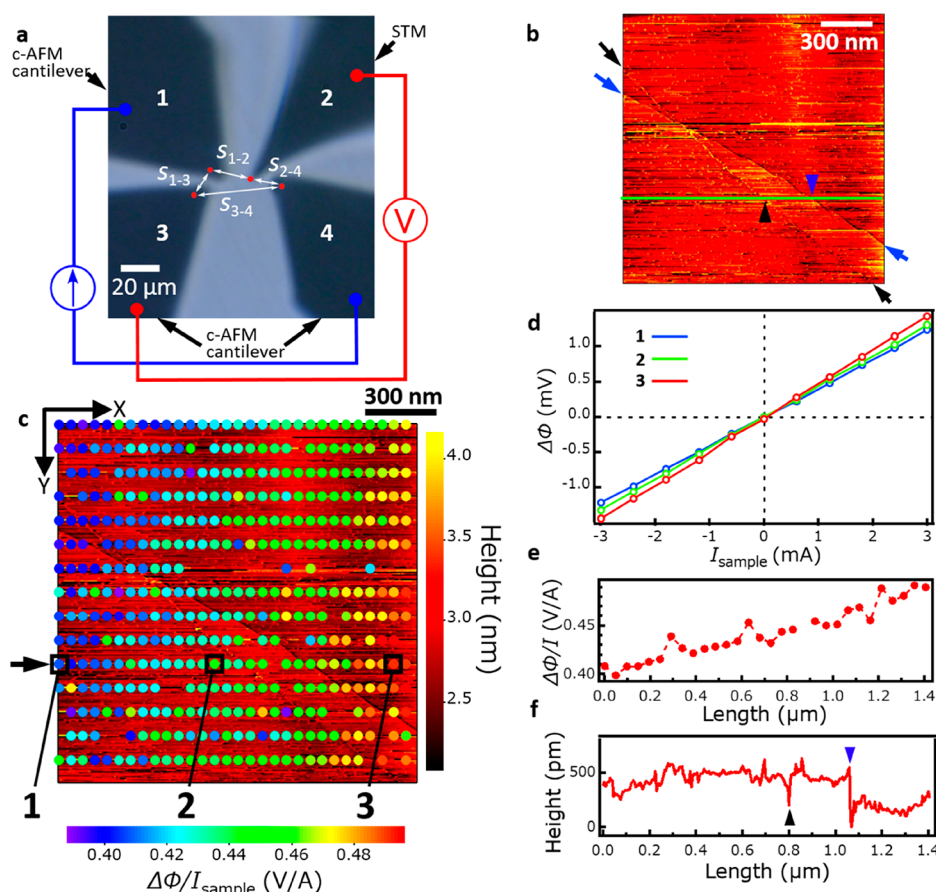 a
c-AFM
cantilever
STM
1
2
S1-2
S2-4
S1-3
S3-4
3
4
V
20 µm
c-AFM
cantilever
b
300 nm
c
X
Y
300 nm
4.0
3.5
3.0
2.5
Height (nm)
1
2
3
0.40
0.42
0.44
0.46
0.48
ΔΦ/Isample (V/A)
d
1
2
3
1.0
0.5
0.0
-0.5
-1.0
ΔΦ (mV)
-3
-2
-1
0
1
2
3
Isample (mA)
e
ΔΦ/I (V/A)
0.45
0.40
0.0
0.2
0.4
0.6
0.8
1.0
1.2
1.4
Length (µm)
f
Height (pm)
500
0
0.0
0.2
0.4
0.6
0.8
1.0
1.2
1.4
Length (µm)